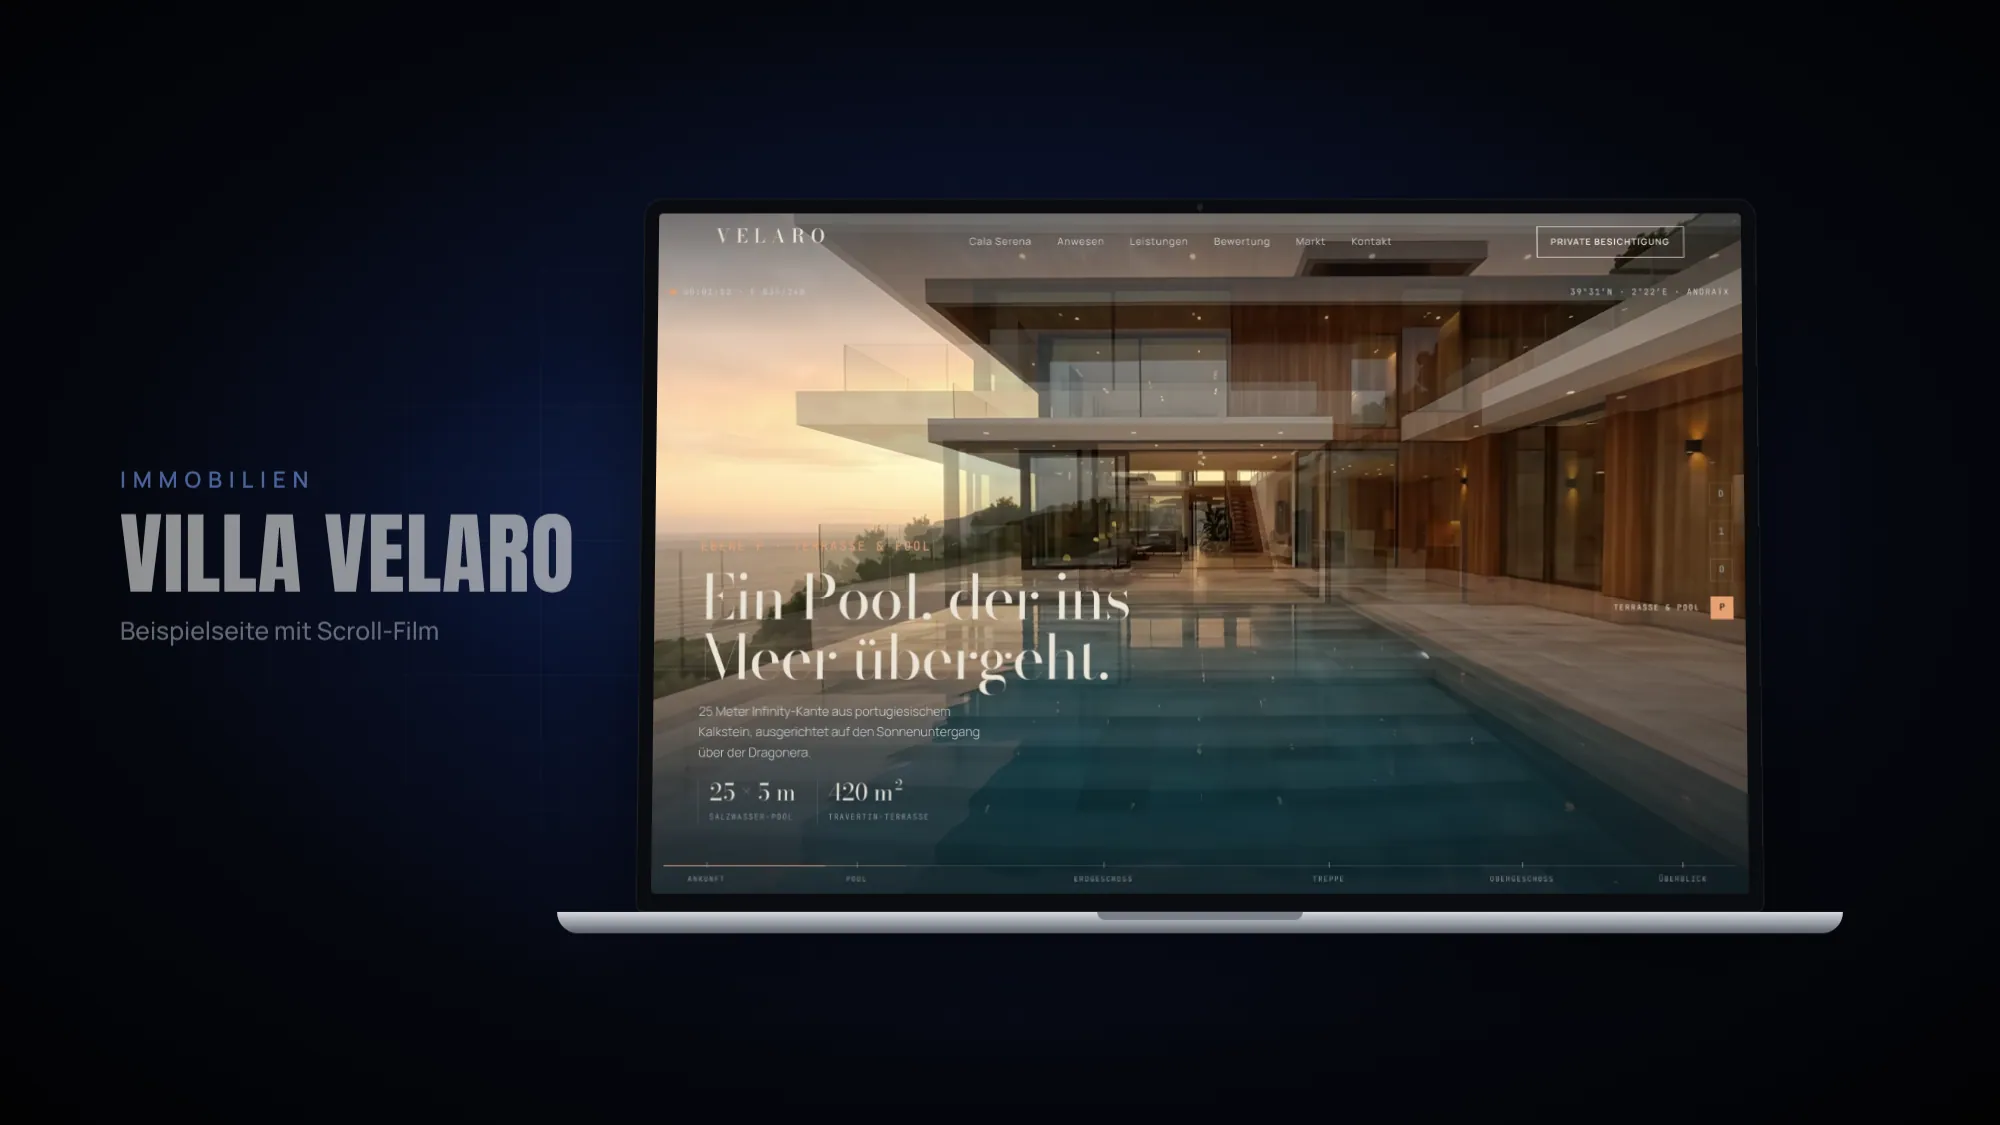 IMMOBILIEN
VILLA VELARO
Beispielseite mit Scroll-Film
VELARO
Cala Serena Anwesen Leistungen Bewertung Markt Kontakt
PRIVATE BESICHTIGUNG
39°31'N · 2°22'E · ANDRATX
EBENE P TERRASSE & POOL
Ein Pool, der ins
Meer übergeht.
25 Meter Infinity-Kante aus portugiesischem
Kalkstein, ausgerichtet auf den Sonnenuntergang
über der Dragonera.
25 × 5 m
SALZWASSER-POOL
420 m²
TRAVERTIN-TERRASSE
D
1
0
TERRASSE & POOL P
ANKUNFT POOL ERDGESCHOSS TREPPE OBERGESCHOSS ÜBERBLICK